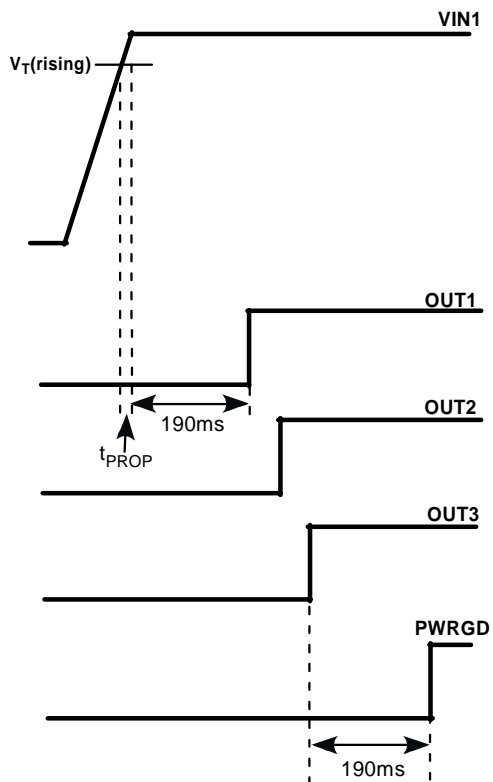 VIN1
VT(rising)
OUT1
190ms
tPROP
OUT2
OUT3
PWRGD
190ms